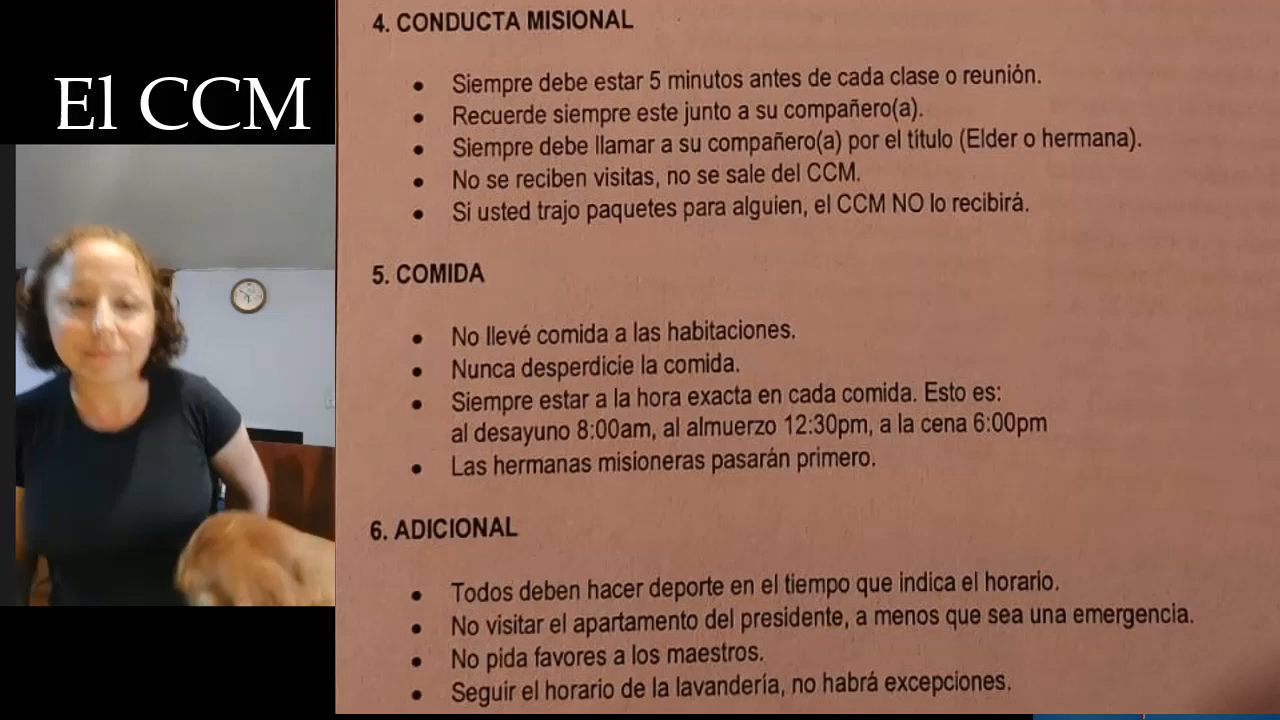 El CCM
4. CONDUCTA MISIONAL
• Siempre debe estar 5 minutos antes de cada clase o reunión.
• Recuerde siempre este junto a su compañero(a).
• Siempre debe llamar a su compañero(a) por el título (Elder o hermana).
• No se reciben visitas, no se sale del CCM.
• Si usted trajo paquetes para alguien, el CCM NO lo recibirá.
5. COMIDA
• No llevé comida a las habitaciones.
• Nunca desperdicie la comida.
• Siempre estar a la hora exacta en cada comida. Esto es:
al desayuno 8:00am, al almuerzo 12:30pm, a la cena 6:00pm
• Las hermanas misioneras pasarán primero.
6. ADICIONAL
• Todos deben hacer deporte en el tiempo que indica el horario.
• No visitar el apartamento del presidente, a menos que sea una emergencia.
• No pida favores a los maestros.
• Seguir el horario de la lavandería, no habrá excepciones.